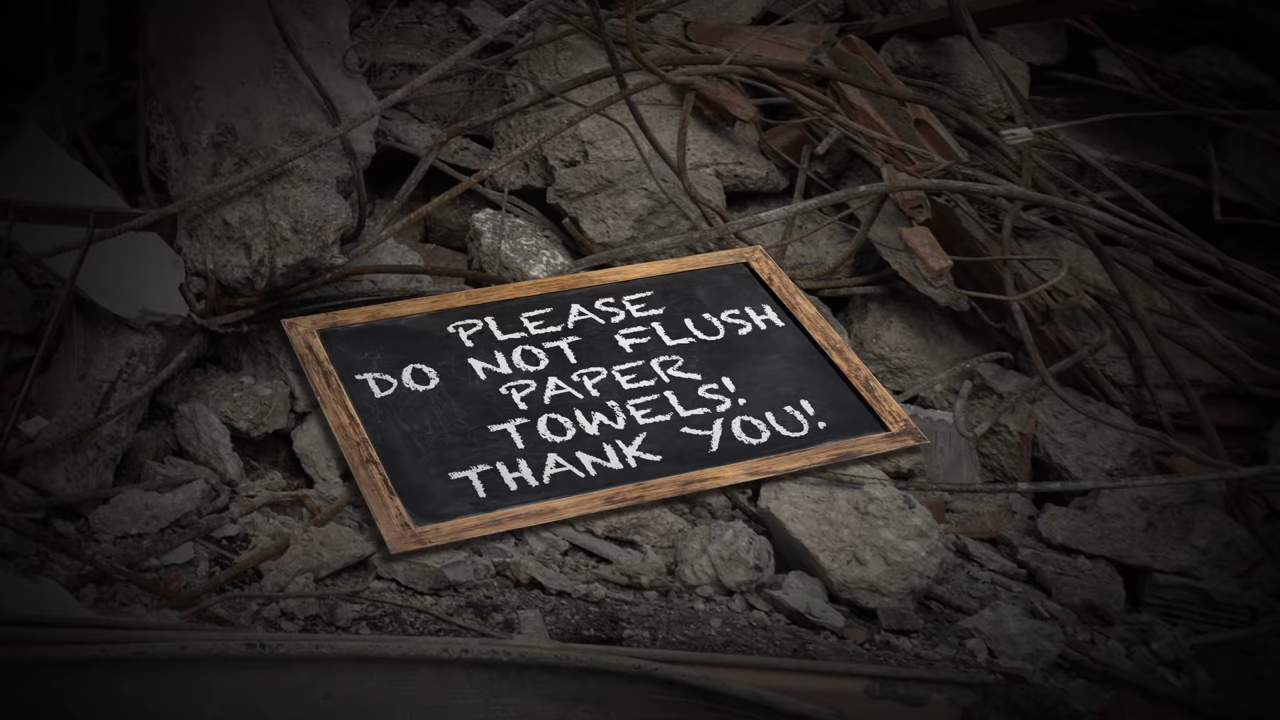 PLEASE
DO NOT FLUSH
PAPER
TOWELS!
THANK YOU!